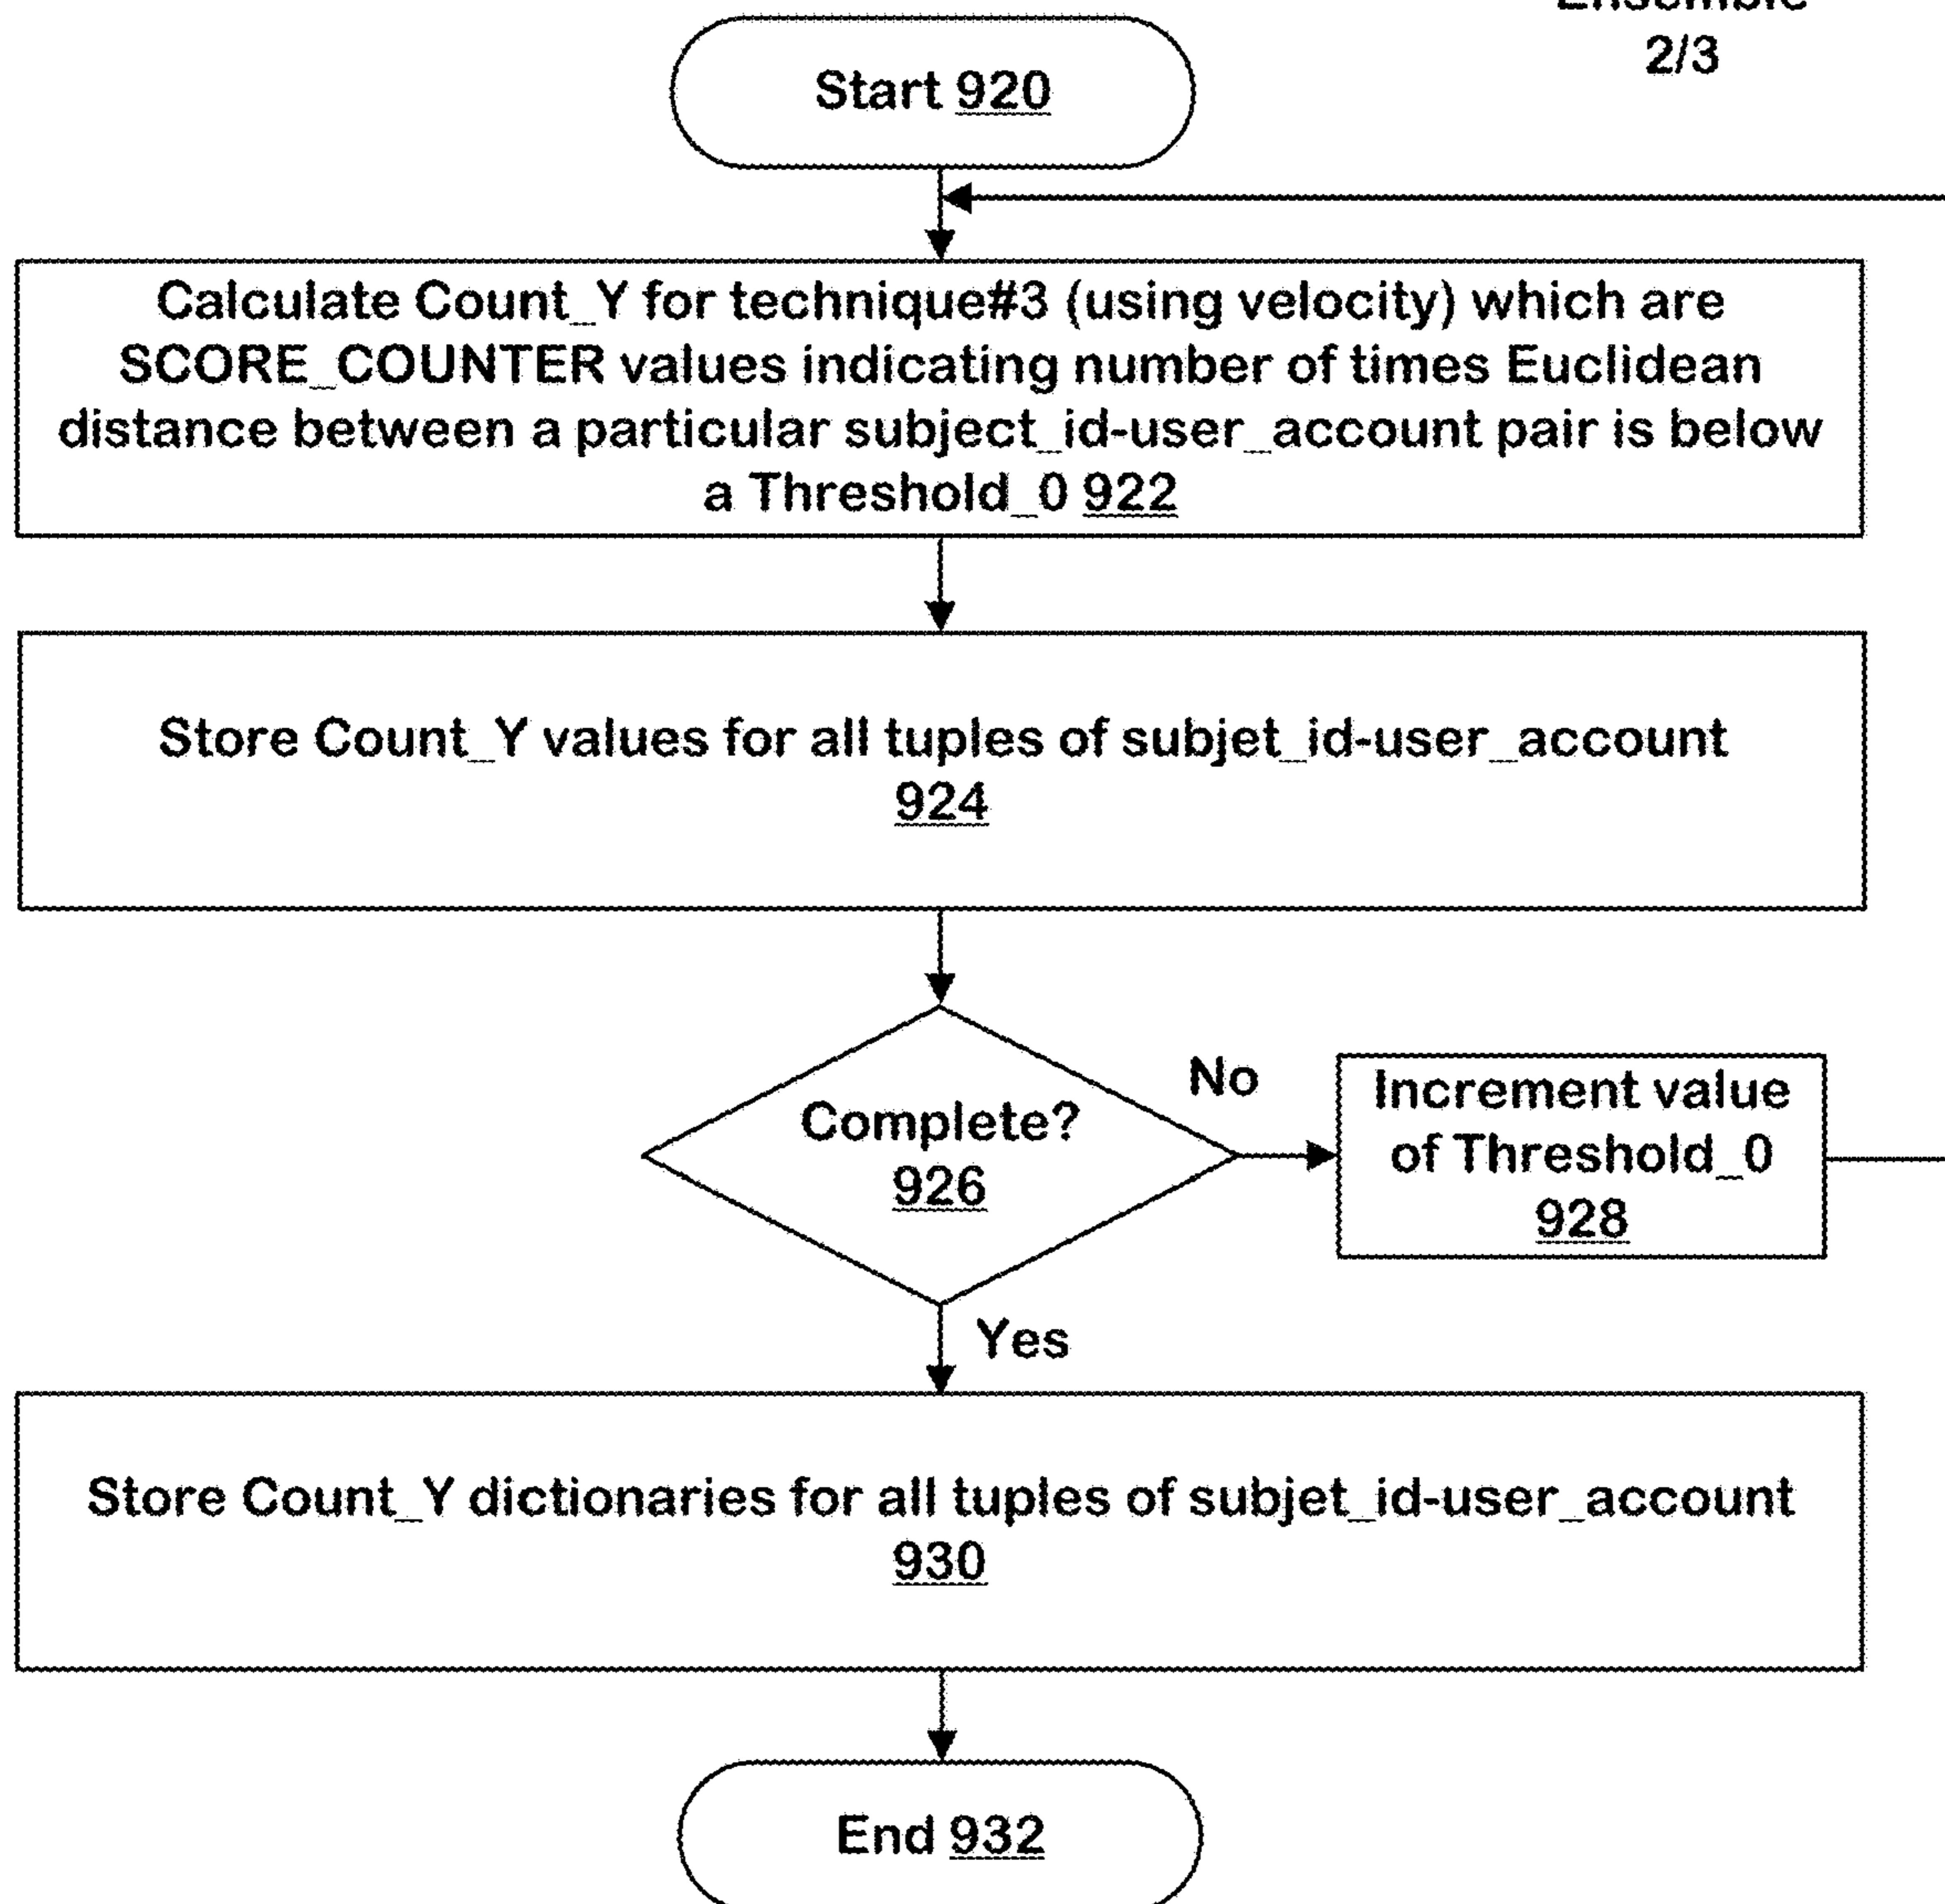 Ensemble
2/3
Start 920
Calculate Count_Y for technique#3 (using velocity) which are
SCORE_COUNTER values indicating number of times Euclidean
distance between a particular subject_id-user_account pair is below
a Threshold_0 922
Store Count_Y values for all tuples of subjet_id-user_account
924
No
Complete?
926
Increment value
of Threshold_0
928
Yes
Store Count_Y dictionaries for all tuples of subjet_id-user_account
930
End 932